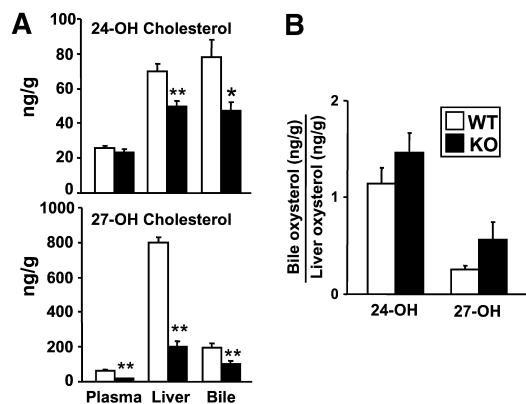 A
24-OH Cholesterol
100
80
60
40
20
0
ng/g
**
*
27-OH Cholesterol
1000
800
600
400
200
0
ng/g
**
**
**
Plasma Liver Bile
B
2
1
0
Bile oxysterol (ng/g)
Liver oxysterol (ng/g)
WT
KO
24-OH 27-OH